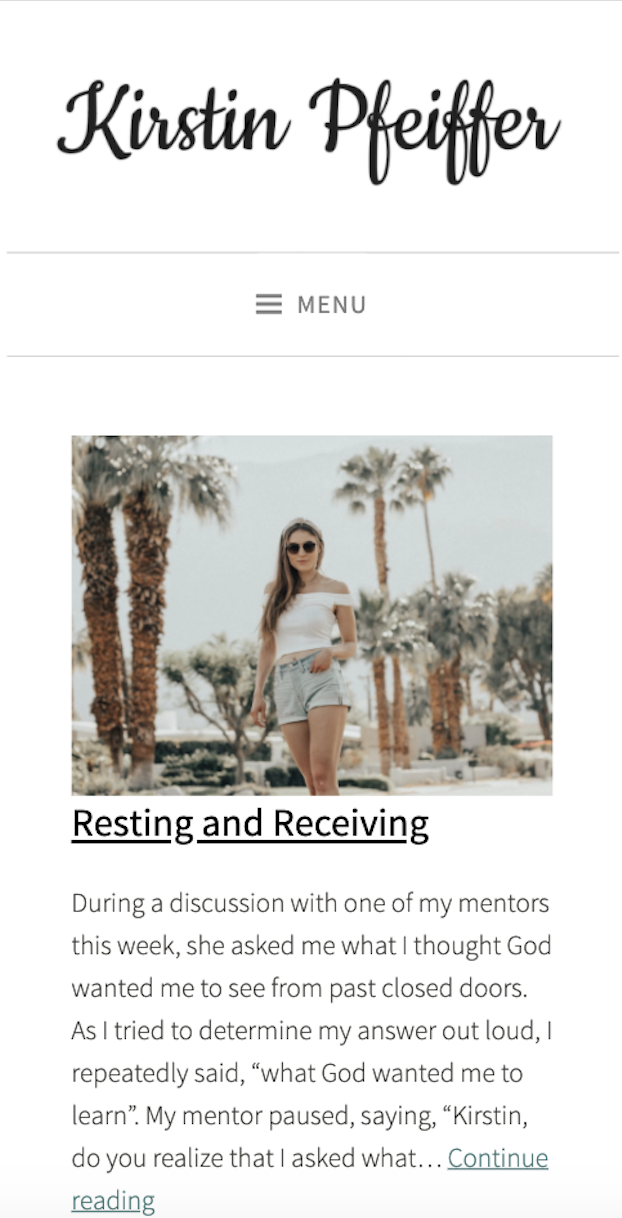 Kirstin Pfeiffer
MENU
Resting and Receiving
During a discussion with one of my mentors
this week, she asked me what I thought God
wanted me to see from past closed doors.
As I tried to determine my answer out loud, I
repeatedly said, “what God wanted me to
learn”. My mentor paused, saying, “Kirstin,
do you realize that I asked what… Continue
reading